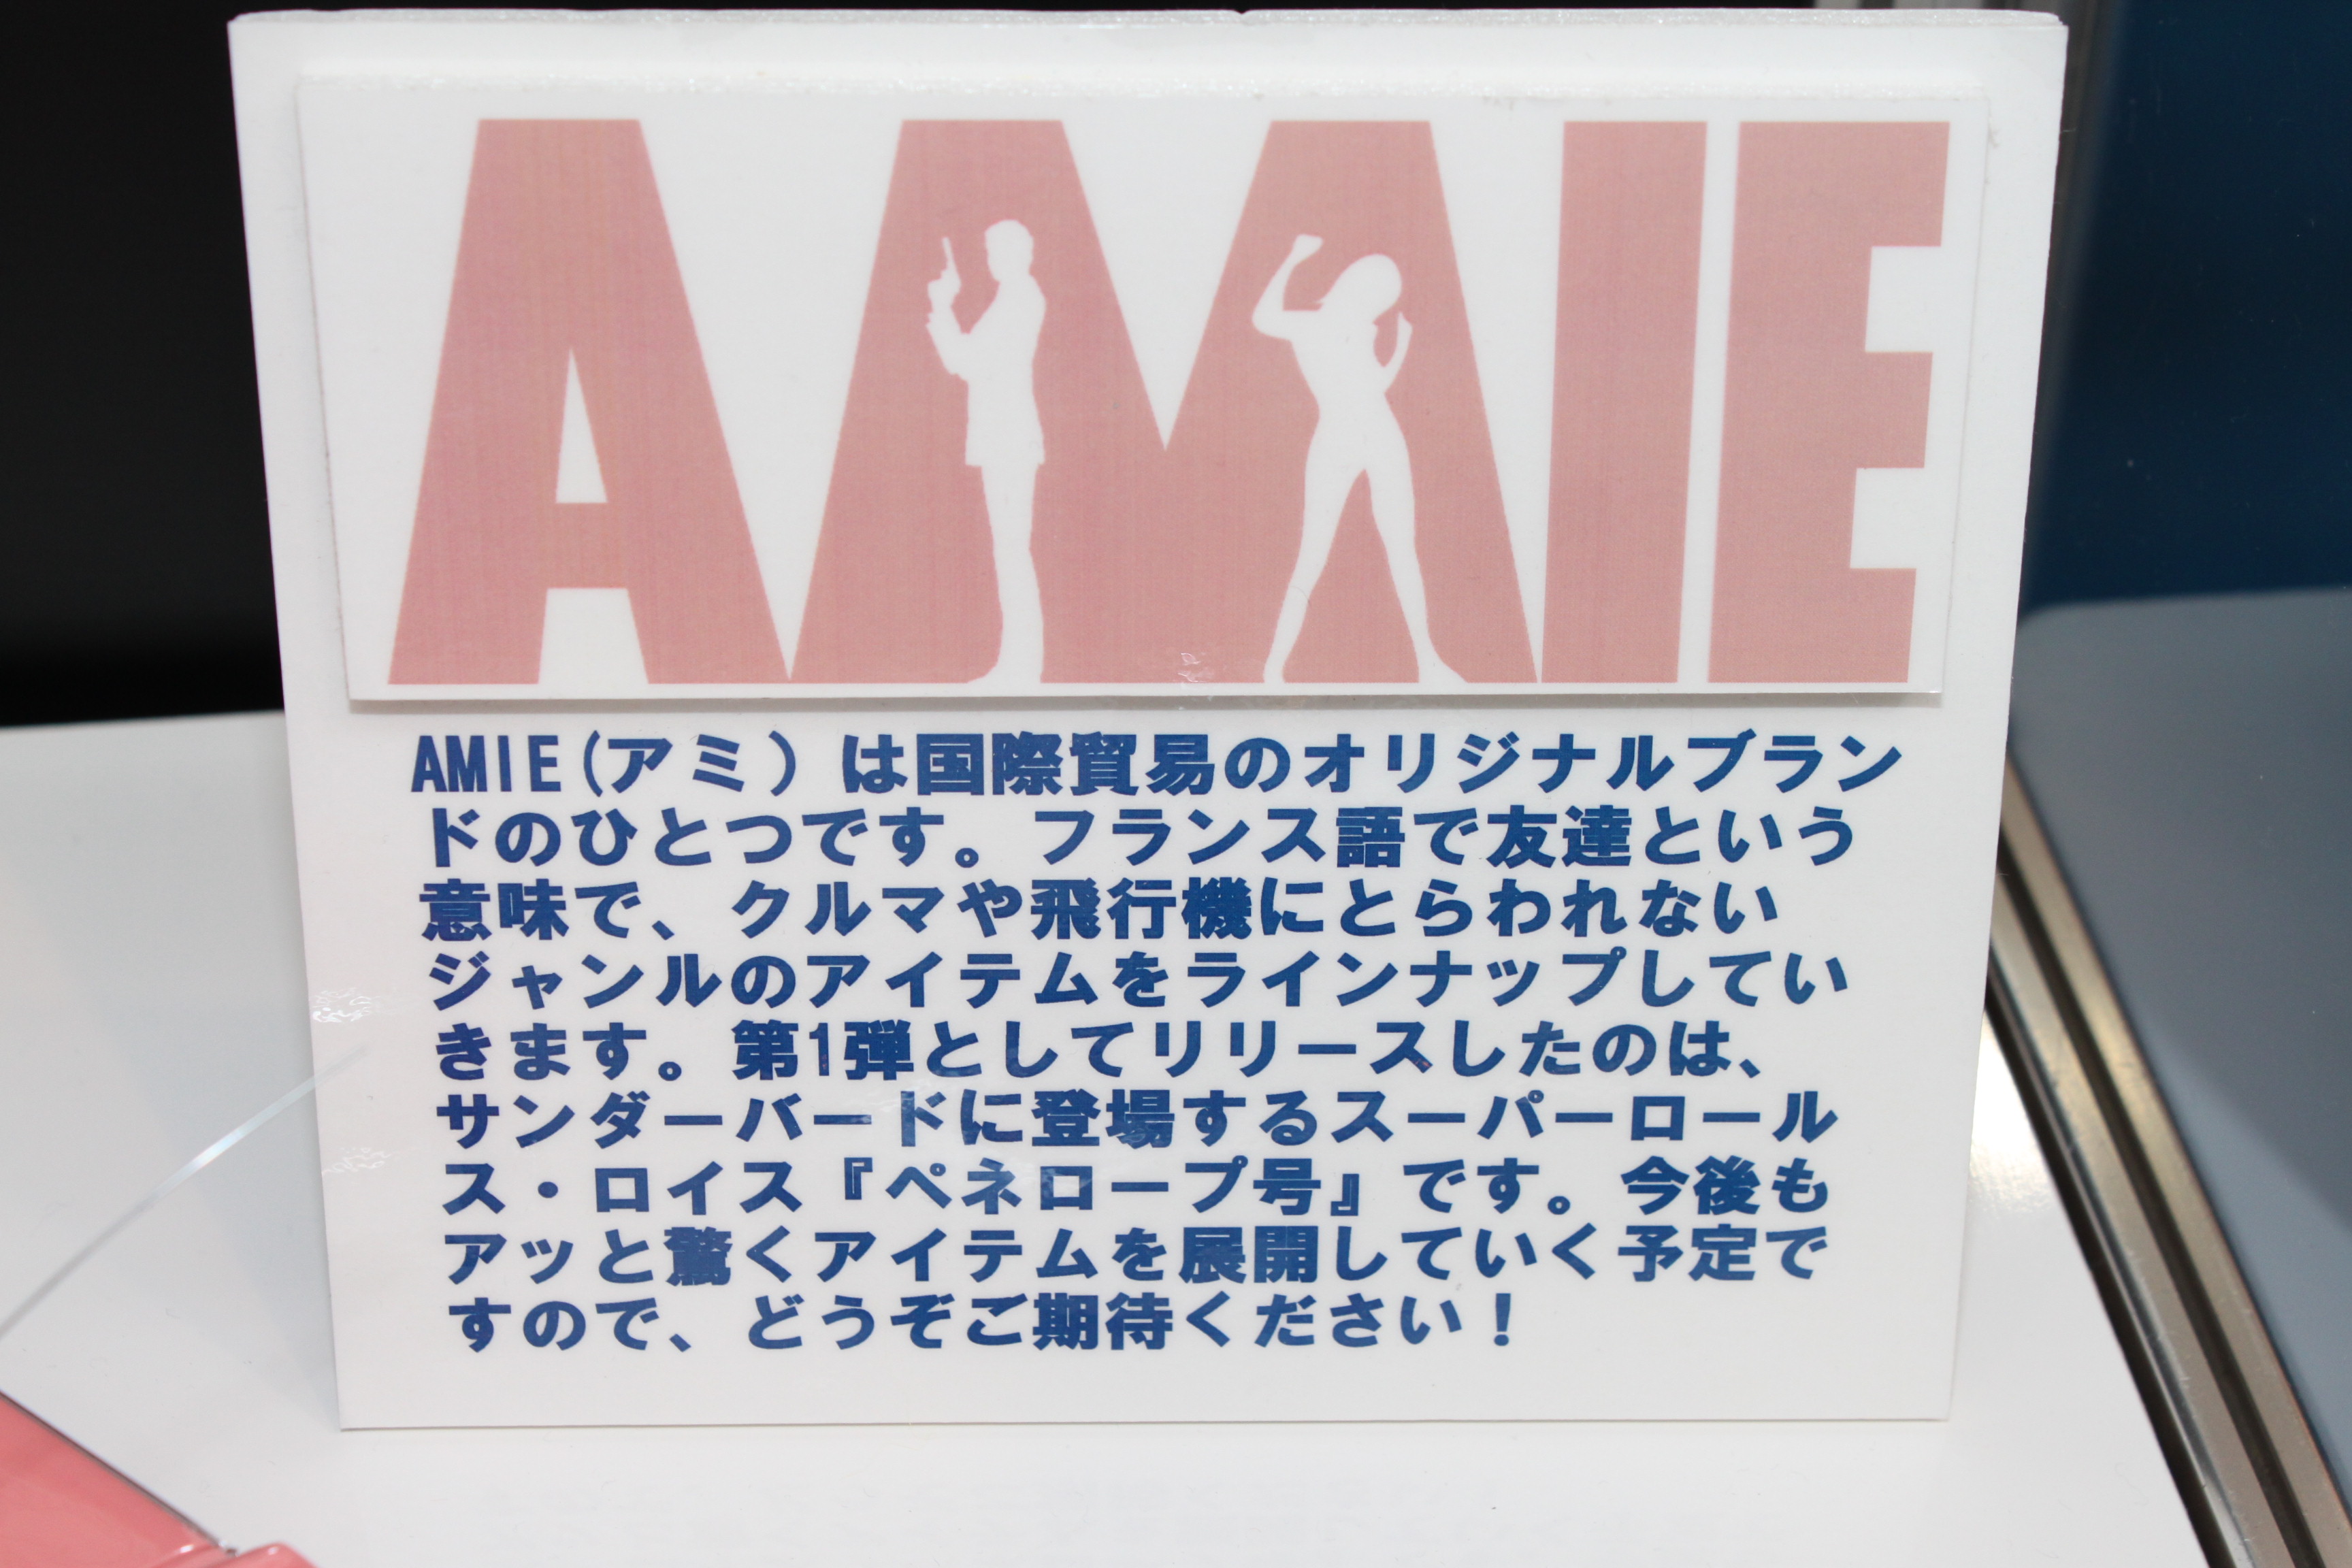 AMIE
AMIE(アミ)は国際貿易のオリジナルブラン
ドのひとつです。フランス語で友達という
意味で、クルマや飛行機にとらわれない
ジャンルのアイテムをラインナップしてい
きます。第1弾としてリリースしたのは、
サンダーバードに登場するスーパーロール
ス・ロイス『ペネロープ号』です。今後も
アッと驚くアイテムを展開していく予定で
すので、どうぞご期待ください!